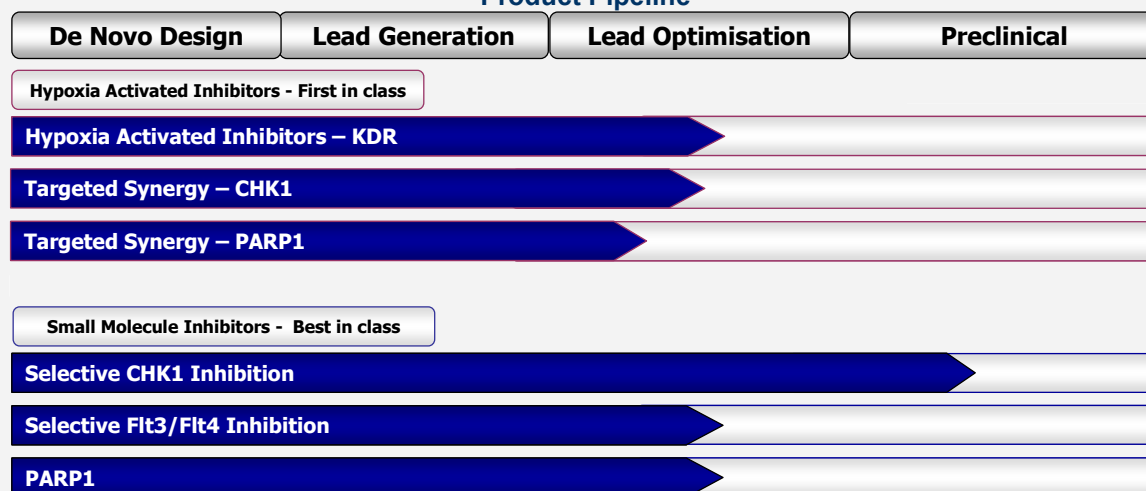 Product Pipeline
De Novo Design Lead Generation Lead Optimisation Preclinical
Hypoxia Activated Inhibitors - First in class
Hypoxia Activated Inhibitors – KDR
Targeted Synergy – CHK1
Targeted Synergy – PARP1
Small Molecule Inhibitors - Best in class
Selective CHK1 Inhibition
Selective Flt3/Flt4 Inhibition
PARP1